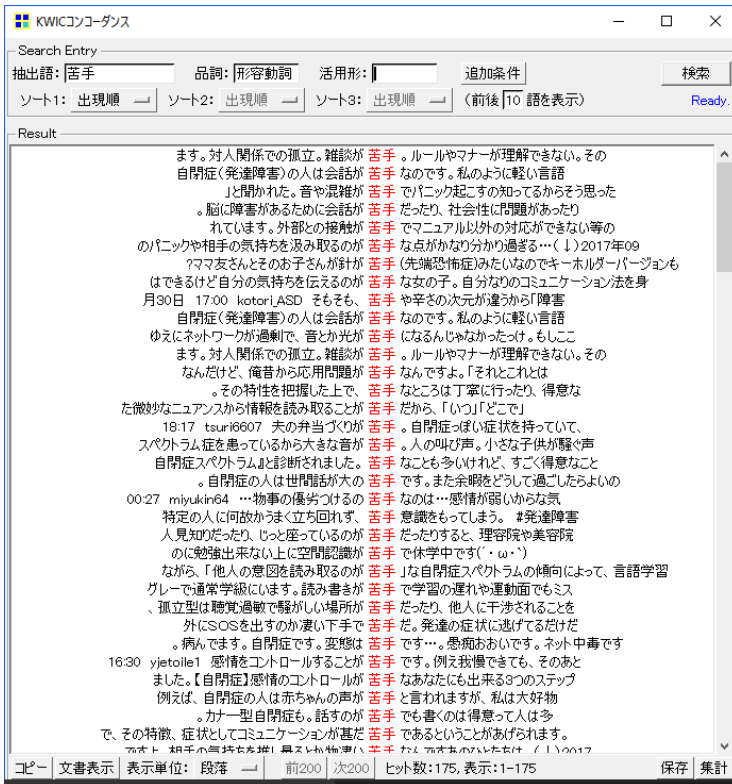 KWICコンコーダンス
Search Entry
抽出語: 苦手 品詞: 形容動詞 活用形: 追加条件 検索
ソート1: 出現順 ソート2: 出現順 ソート3: 出現順 (前後 10 語を表示) Ready.
Result
ます。対人関係での孤立。雑談が 苦手 。ルールやマナーが理解できない。その
自閉症(発達障害)の人は会話が 苦手 なのです。私のように軽い言語
」と聞かれた。音や混雑が 苦手 でパニック起こすの知ってるからそう思った
。脳に障害があるために会話が 苦手 だったり、社会性に問題があったり
れています。外部との接触が 苦手 でマニュアル以外の対応ができない等の
のパニックや相手の気持ちを汲み取るのが 苦手 な点がかなり分かり過ぎる…(↓)2017年09
?ママ友さんとそのお子さんが針が 苦手 (先端恐怖症)みたいなのでキーホルダーバージョンも
はできるけど自分の気持ちを伝えるのが 苦手 な女の子。自分なりのコミュニケーション法を身
月30日 17:00 kotori_ASD そもそも、 苦手 や辛さの次元が違うから「障害
自閉症(発達障害)の人は会話が 苦手 なのです。私のように軽い言語
ゆえにネットワークが過剰で、音とか光が 苦手 になるんじゃなかったっけ。もしここ
ます。対人関係での孤立。雑談が 苦手 。ルールやマナーが理解できない。その
なんだけど、俺昔から応用問題が 苦手 なんですよ。「それとこれとは
。その特性を把握した上で、 苦手 なところは丁寧に行ったり、得意な
た微妙なニュアンスから情報を読み取ることが 苦手 だから、「いつ」「どこで」
18:17 tsuri6607 夫の弁当づくりが 苦手 。自閉症っぽい症状を持っていて、
スペクトラム症を患っているから大きな音が 苦手 。人の叫び声。小さな子供が騒ぐ声
自閉症スペクトラム』と診断されました。 苦手 なことも多いけれど、すごく得意なこと
。自閉症の人は世間話が大の 苦手 です。また余暇をどうして過ごしたらよいの
00:27 miyukin64 …物事の優劣つけるの 苦手 なのは…感情が弱いからな気
特定の人に何故かうまく立ち回れず、 苦手 意識をもってしまう。 #発達障害
人見知りだったり、じっと座っているのが 苦手 だったりすると、理容院や美容院
のに勉強出来ない上に空間認識が 苦手 で休学中です(´・ω・`)
ながら、「他人の意図を読み取るのが 苦手 」な自閉症スペクトラムの傾向によって、言語学習
グレーで通常学級にいます。読み書きが 苦手 で学習の遅れや運動面でもミス
、孤立型は聴覚過敏で騒がしい場所が 苦手 だったり、他人に干渉されることを
外にSOSを出すのが凄い下手で 苦手 だ。発達の症状に逃げてるだけだ
。病んでます。自閉症です。変態は 苦手 です…。愚痴おおいです。ネット中毒です
16:30 yjetoile1 感情をコントロールすることが 苦手 です。例え我慢できても、そのあと
ました。【自閉症】感情のコントロールが 苦手 なあなたにも出来る3つのステップ
例えば、自閉症の人は赤ちゃんの声が 苦手 と言われますが、私は大好物
。カナー型自閉症も。話すのが 苦手 でも書くのは得意って人は多
で、その特徴、症状としてコミュニケーションが甚だ 苦手 であるということがあげられます。
ですよ 相手の気持ちを推し量るとか物凄い 苦手 なんですあのひとたちは (↓)2017
コピー 文書表示 表示単位: 段落 前200 次200 ヒット数:175, 表示:1-175 保存 集計